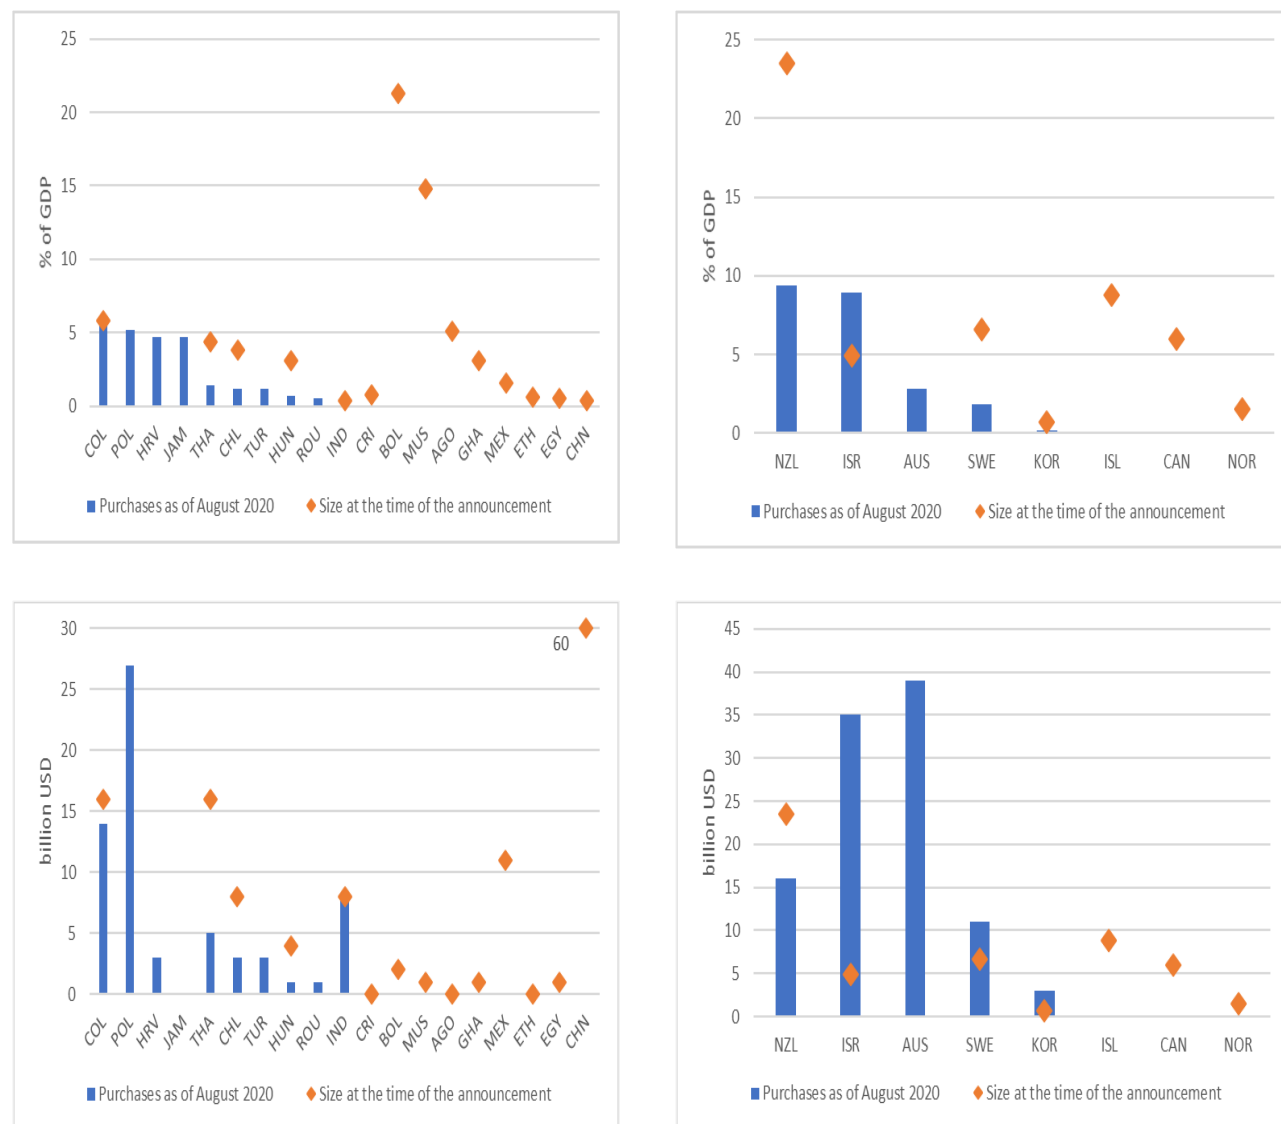 25
20
15
10
5
0
% of GDP
COL POL HRV JAM THA CHL TUR HUN ROU IND CRI BOL MUS AGO GHA MEX ETH EGY CHN
Purchases as of August 2020 Size at the time of the announcement
25
20
15
10
5
0
% of GDP
NZL ISR AUS SWE KOR ISL CAN NOR
Purchases as of August 2020 Size at the time of the announcement
30
60
25
20
15
10
5
0
billion USD
COL POL HRV JAM THA CHL TUR HUN ROU IND CRI BOL MUS AGO GHA MEX ETH EGY CHN
Purchases as of August 2020 Size at the time of the announcement
45
40
35
30
25
20
15
10
5
0
billion USD
NZL ISR AUS SWE KOR ISL CAN NOR
Purchases as of August 2020 Size at the time of the announcement